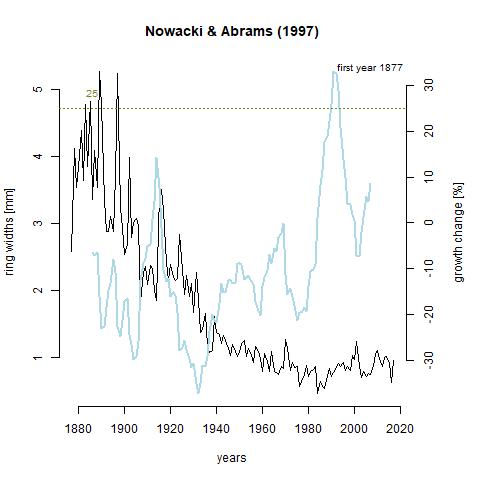 Nowacki & Abrams (1997)
first year 1877
25
5
4
3
2
1
ring widths [mm]
30
20
10
0
-10
-20
-30
growth change [%]
1880 1900 1920 1940 1960 1980 2000 2020
years